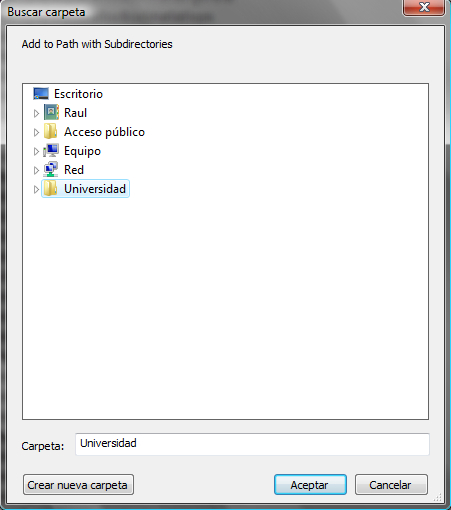 Buscar carpeta
Add to Path with Subdirectories
Escritorio
Raul
Acceso público
Equipo
Red
Universidad
Carpeta: Universidad
Crear nueva carpeta Aceptar Cancelar